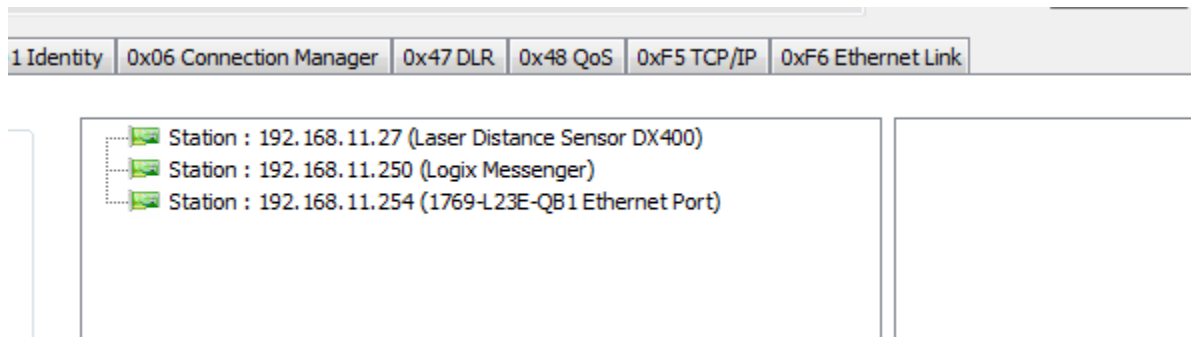 1 Identity 0x06 Connection Manager 0x47 DLR 0x48 QoS 0xF5 TCP/IP 0xF6 Ethernet Link
Station : 192.168.11.27 (Laser Distance Sensor DX400)
Station : 192.168.11.250 (Logix Messenger)
Station : 192.168.11.254 (1769-L23E-QB1 Ethernet Port)